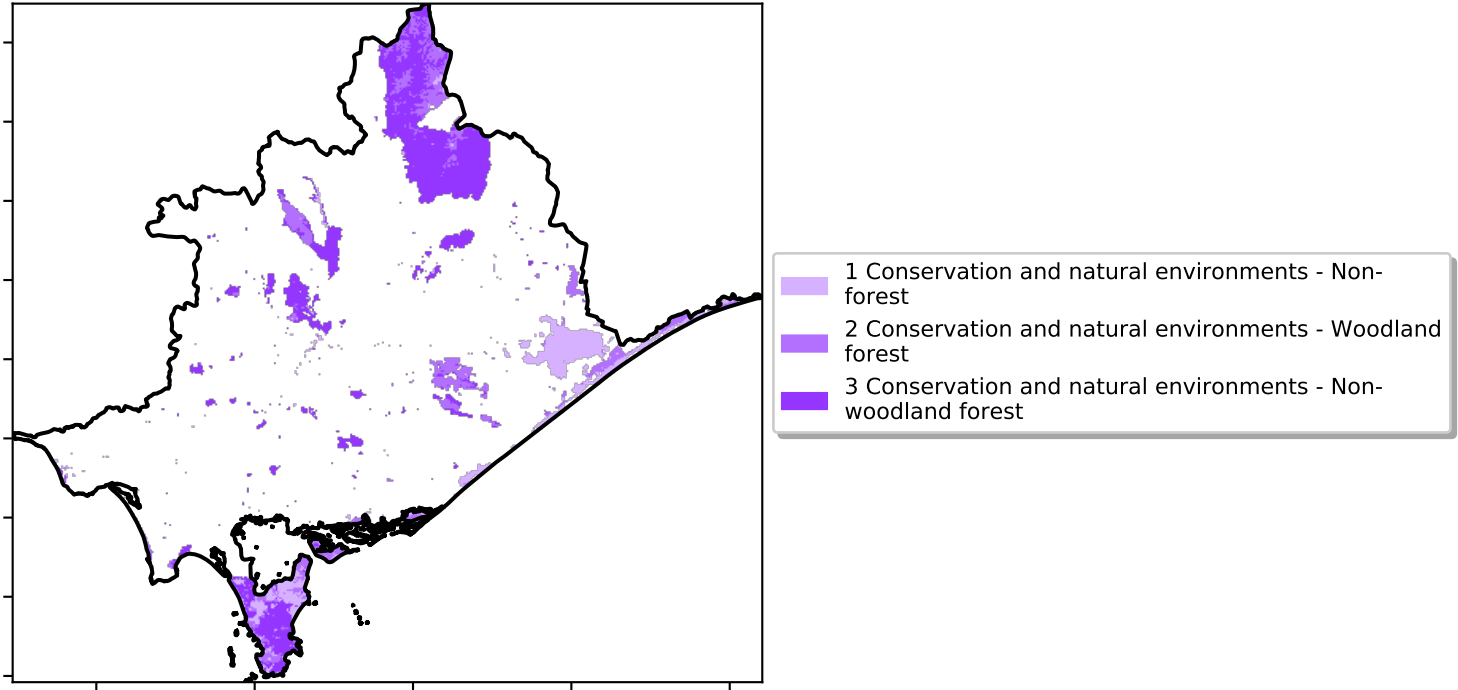 1 Conservation and natural environments - Non-
forest
2 Conservation and natural environments - Woodland
forest
3 Conservation and natural environments - Non-
woodland forest